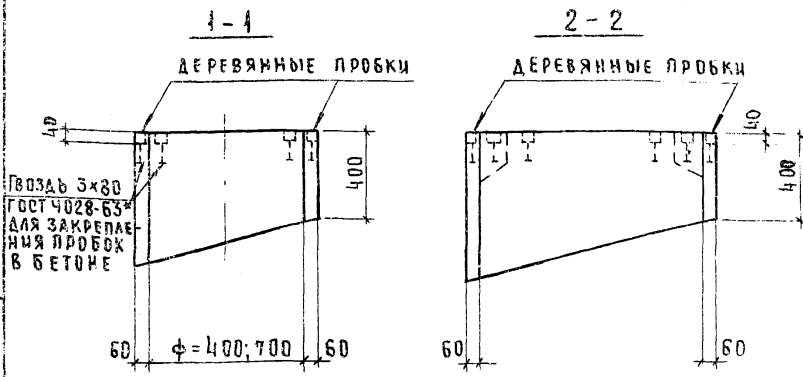 1-1
2-2
ДЕРЕВЯННЫЕ ПРОБКИ
ДЕРЕВЯННЫЕ ПРОБКИ
40
40
400
400
ГВОЗДЬ 3×80
ГОСТ 4028-63*
ДЛЯ ЗАКРЕПЛЕ
НИЯ ПРОБОК
В БЕТОНЕ
60
ф=400;700
60
60
60